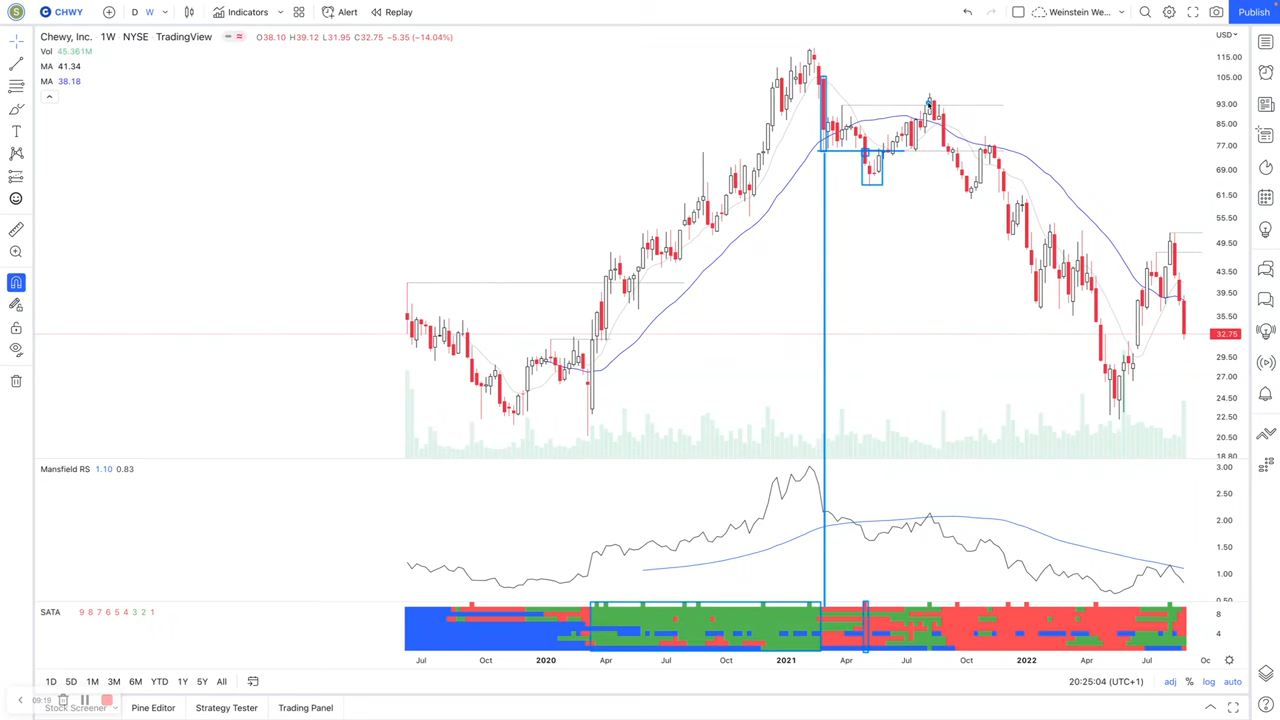 S CHWY D W Indicators Alert Replay Weinstein We... Publish
Chewy, Inc. 1W NYSE TradingView O38.10 H39.12 L31.95 C32.75 −5.35 (−14.04%)
Vol 45.361M
MA 41.34
MA 38.18
USD
115.00
105.00
93.00
85.00
77.00
69.00
61.50
55.50
49.50
43.50
39.50
35.50
32.75
29.50
27.00
24.50
22.50
20.50
18.80
Mansfield RS 1.10 0.83
3.00
2.50
2.00
1.50
1.00
0.50
SATA 9 8 7 6 5 4 3 2 1
8
4
Jul Oct 2020 Apr Jul Oct 2021 Apr Jul Oct 2022 Apr Jul Oc
1D 5D 1M 3M 6M YTD 1Y 5Y All 20:25:04 (UTC+1) adj % log auto
09:19
Stock Screener Pine Editor Strategy Tester Trading Panel